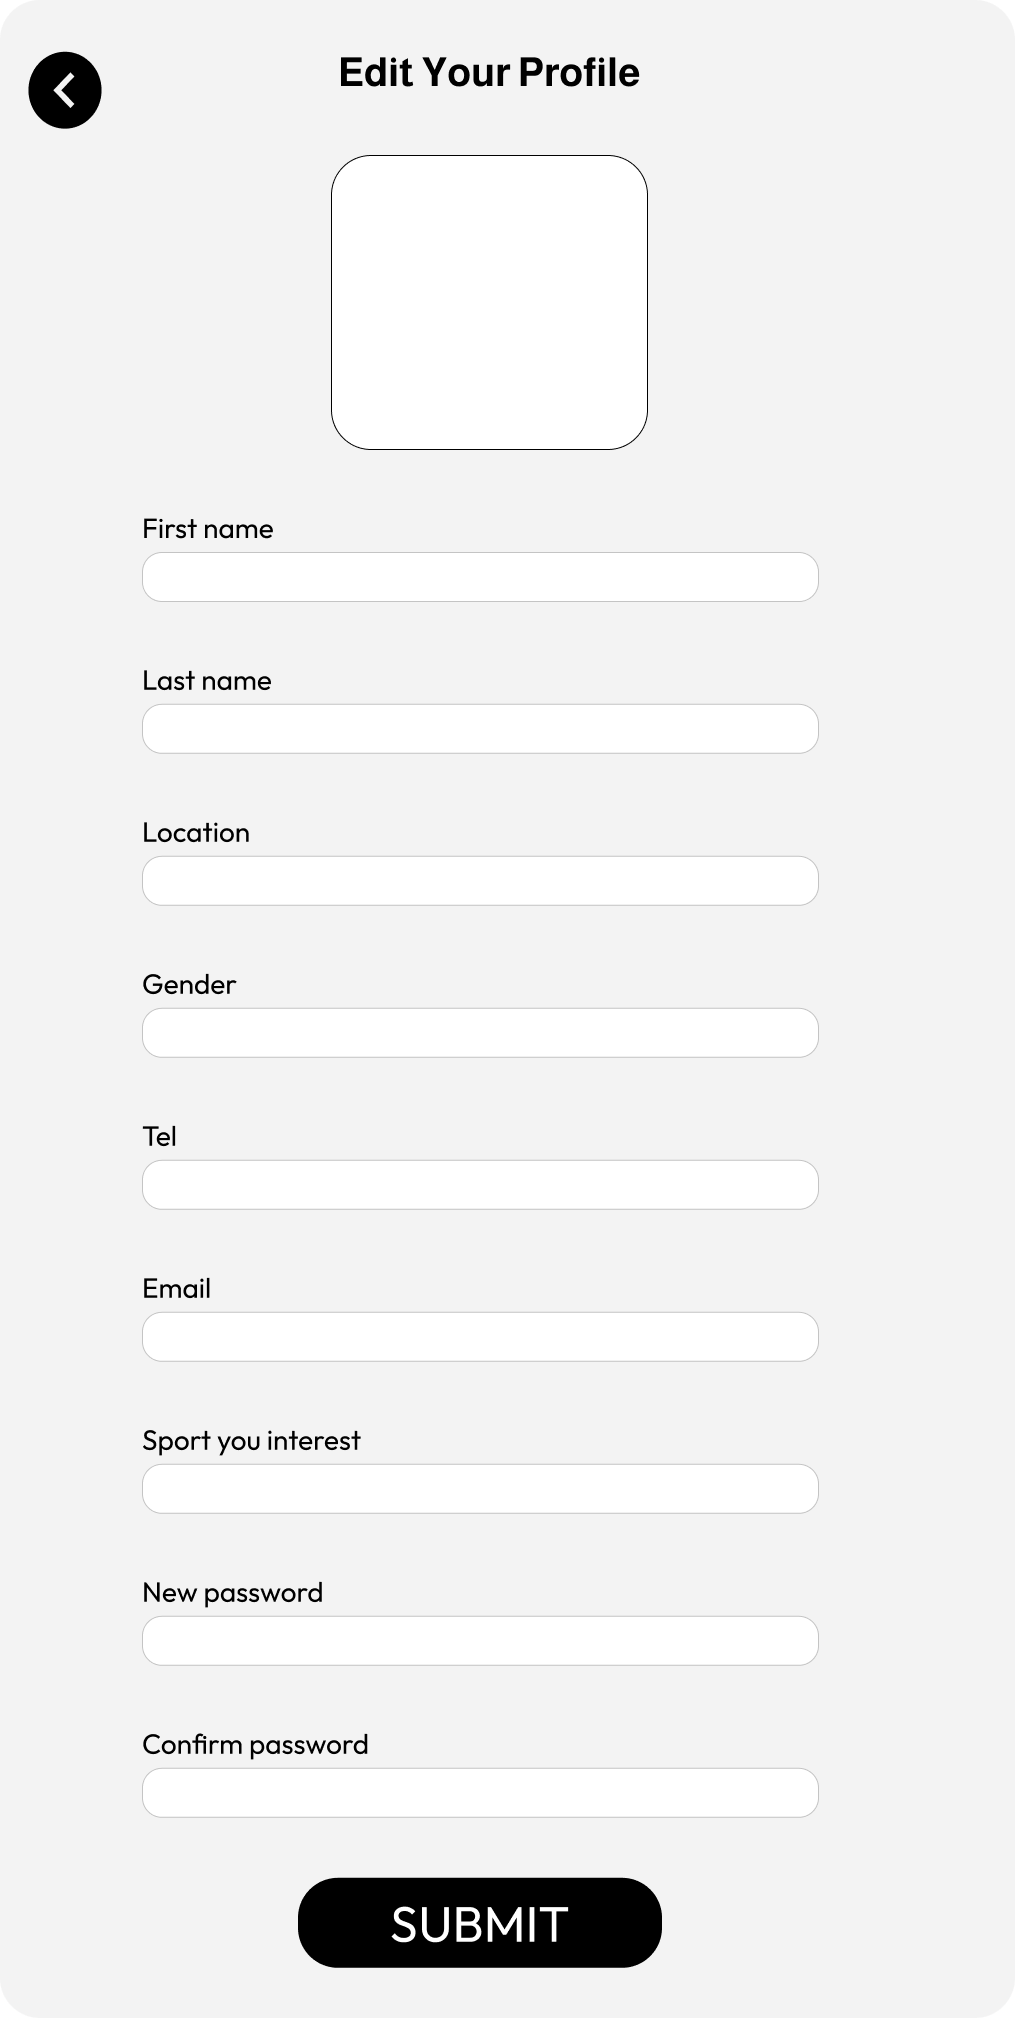 Edit Your Profile
First name
Last name
Location
Gender
Tel
Email
Sport you interest
New password
Confirm password
SUBMIT